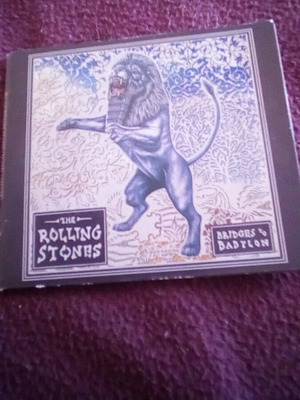 THE
ROLLING
STONES
BRIDGES TO
BABYLON